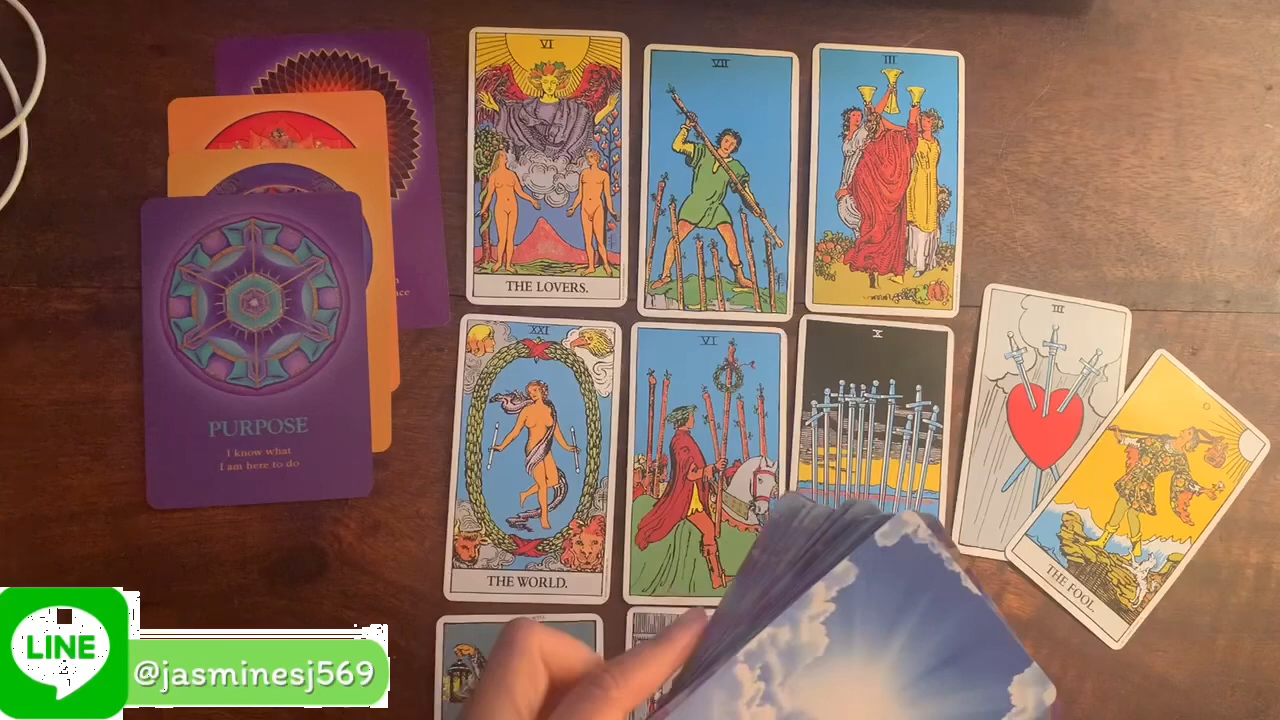 VI
THE LOVERS.
VII
III
PURPOSE
I know what
I am here to do
XXI
THE WORLD.
VI
X
III
THE FOOL.
LINE
@jasminesj569